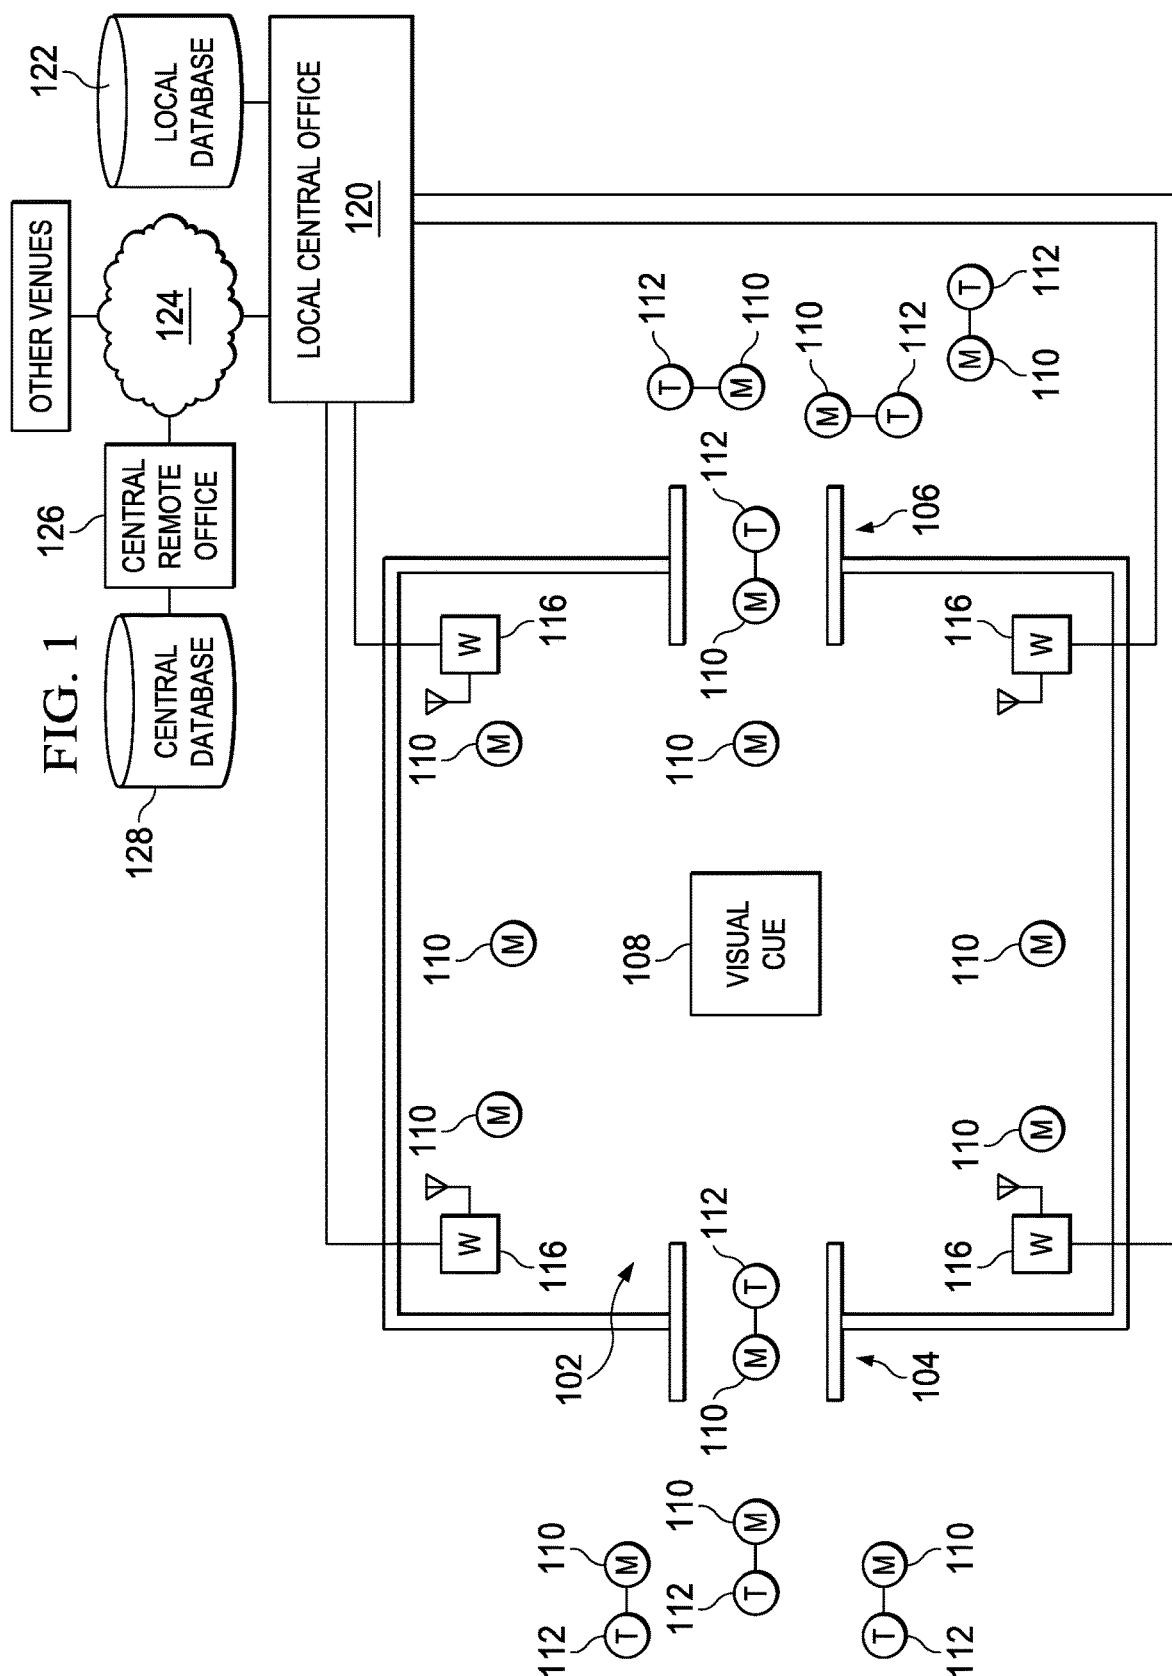 OTHER VENUES
FIG. 1
126
122
128
CENTRAL
DATABASE
CENTRAL
REMOTE
OFFICE
124
LOCAL
DATABASE
LOCAL CENTRAL OFFICE
120
110
110
110
W
M
M
M
W
116
116
112
110
T
M
102
112
T
M
110
112
110
T
M
108
VISUAL
CUE
110
M
110
M
T
112
110
M
T
112
110
M
T
112
112
110
T
M
104
106
110
M
T
112
110
110
116
W
M
M
W
116